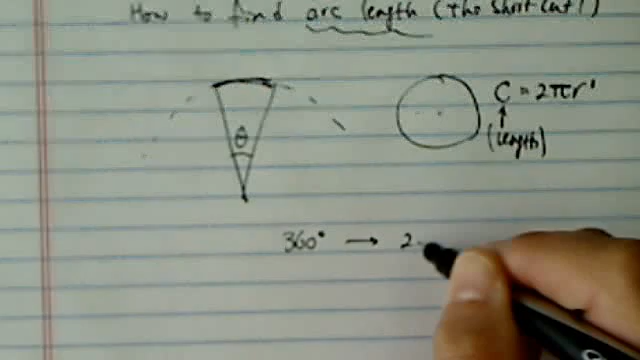 How to find arc length (the short cut!)
θ
C = 2πr
(length)
360° → 2